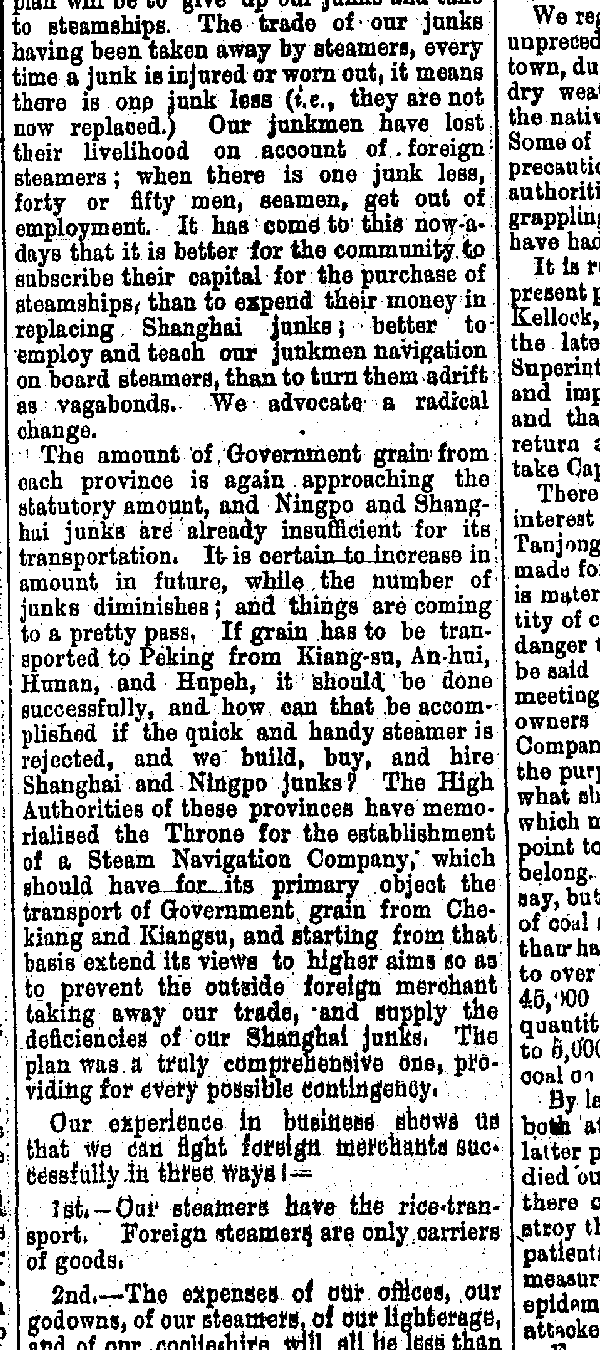 plan will be to give up our junks and take
to steamships. The trade of our junks
having been taken away by steamers, every
time a junk is injured or worn out, it means
there is one junk less (i.e., they are not
now replaced.) Our junkmen have lost
their livelihood on account of foreign
steamers; when there is one junk less,
forty or fifty men, seamen, get out of
employment. It has come to this now-a-
days that it is better for the community to
subscribe their capital for the purchase of
steamships, than to expend their money in
replacing Shanghai junks; better to
employ and teach our junkmen navigation
on board steamers, than to turn them adrift
as vagabonds. We advocate a radical
change.
The amount of Government grain from
each province is again approaching the
statutory amount, and Ningpo and Shang-
hai junks are already insufficient for its
transportation. It is certain to increase in
amount in future, while the number of
junks diminishes; and things are coming
to a pretty pass. If grain has to be tran-
sported to Peking from Kiang-su, An-hui,
Hunan, and Hupeh, it should be done
successfully, and how can that be accom-
plished if the quick and handy steamer is
rejected, and we build, buy, and hire
Shanghai and Ningpo junks? The High
Authorities of these provinces have memo-
rialised the Throne for the establishment
of a Steam Navigation Company, which
should have for its primary object the
transport of Government grain from Che-
kiang and Kiangsu, and starting from that
basis extend its views to higher aims so as
to prevent the outside foreign merchant
taking away our trade, and supply the
deficiencies of our Shanghai junks. The
plan was a truly comprehensive one, pro-
viding for every possible contingency.
Our experience in business shows us
that we can fight foreign merchants suc-
cessfully in three ways:—
1st.—Our steamers have the rice-tran-
sport. Foreign steamers are only carriers
of goods.
2nd.—The expenses of our offices, our
godowns, of our steamers, of our lighterage,
and of our coolie-hire will all be less than
We
unpreced
town, du
dry wea
the nativ
Some of
precautio
authoriti
grappling
have had
It is r
present p
Kellock,
the late
Superint
and imp
and tha
return a
take Cap
There
interest
Tanjong
made fo
is mater
tity of c
danger t
be said
meeting
owners
Compan
the purp
what sh
which m
point to
belong.
say, but
of coal
than ha
to over
quantit
coal on
By le
both at
latter p
died ou
there c
stroy th
patient
measur
epidem
attacke